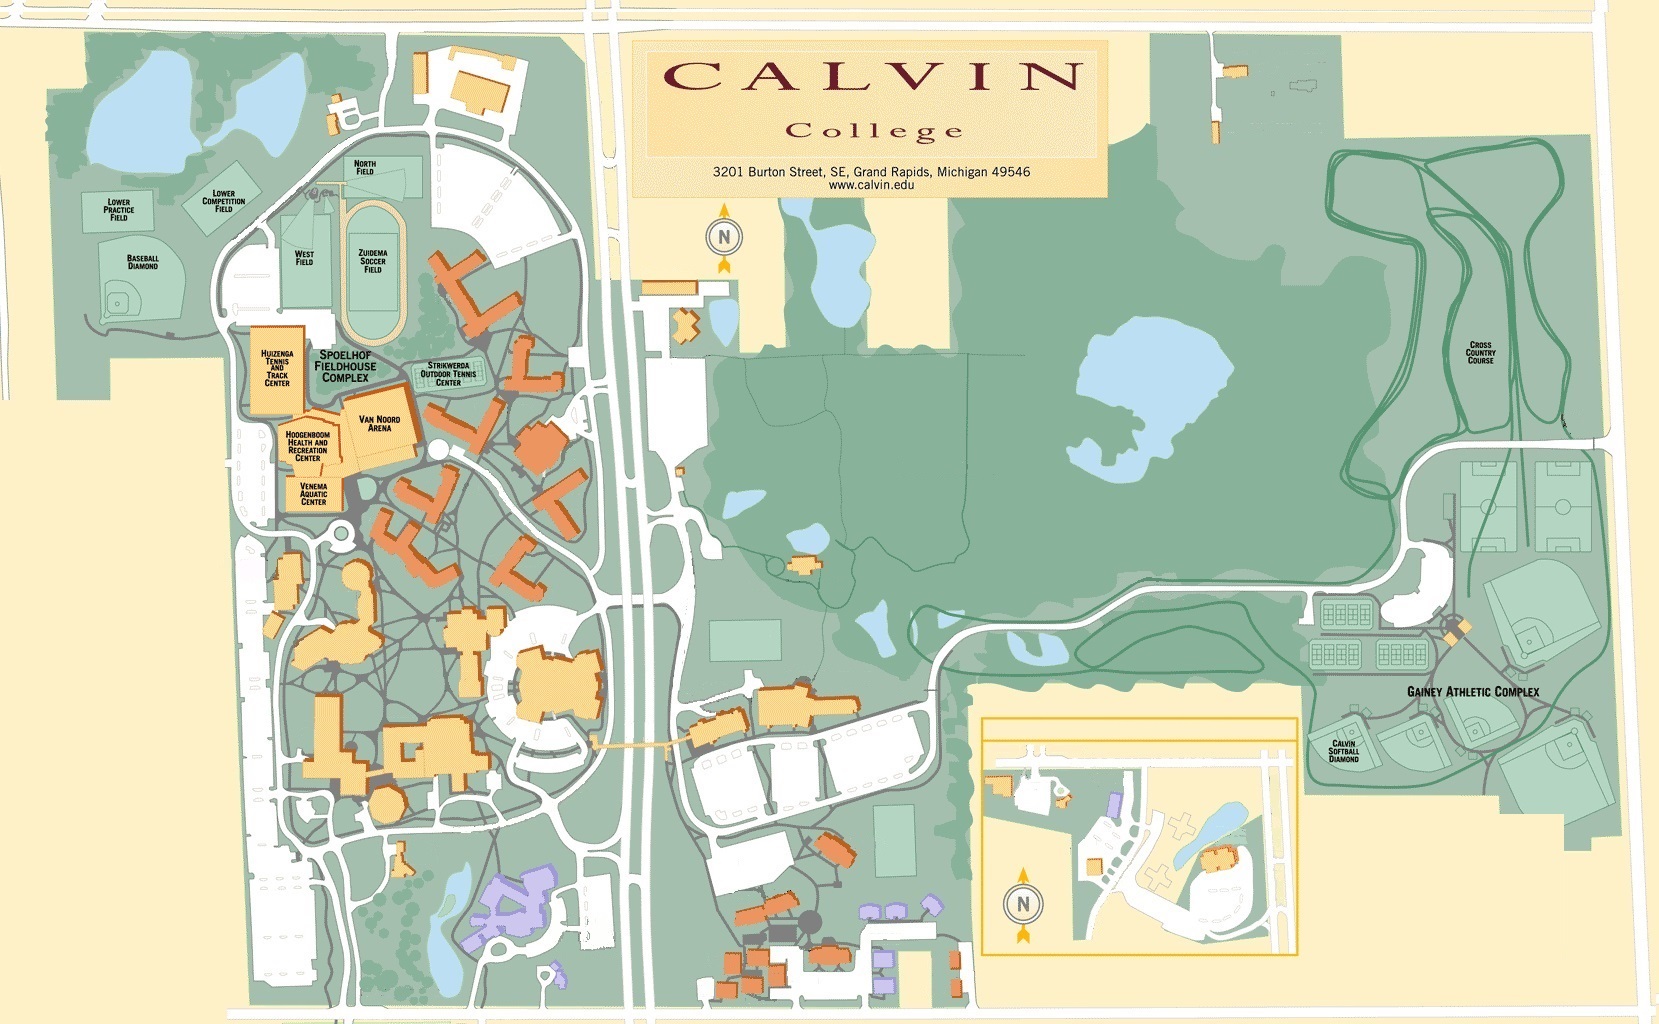 CALVIN
College
3201 Burton Street, SE, Grand Rapids, Michigan 49546
www.calvin.edu
N
NORTH
FIELD
LOWER
COMPETITION
FIELD
LOWER
PRACTICE
FIELD
BASEBALL
DIAMOND
WEST
FIELD
ZUIDEMA
SOCCER
FIELD
HUIZENGA
TENNIS
AND
TRACK
CENTER
SPOELHOF
FIELDHOUSE
COMPLEX
STRIKWERDA
OUTDOOR TENNIS
CENTER
VAN NOORD
ARENA
HOOGENBOOM
HEALTH AND
RECREATION
CENTER
VENEMA
AQUATIC
CENTER
CROSS
COUNTRY
COURSE
GAINEY ATHLETIC COMPLEX
CALVIN
SOFTBALL
DIAMOND
N